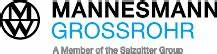 MANNESMANN
GROSSROHR
A Member of the Salzgitter Group